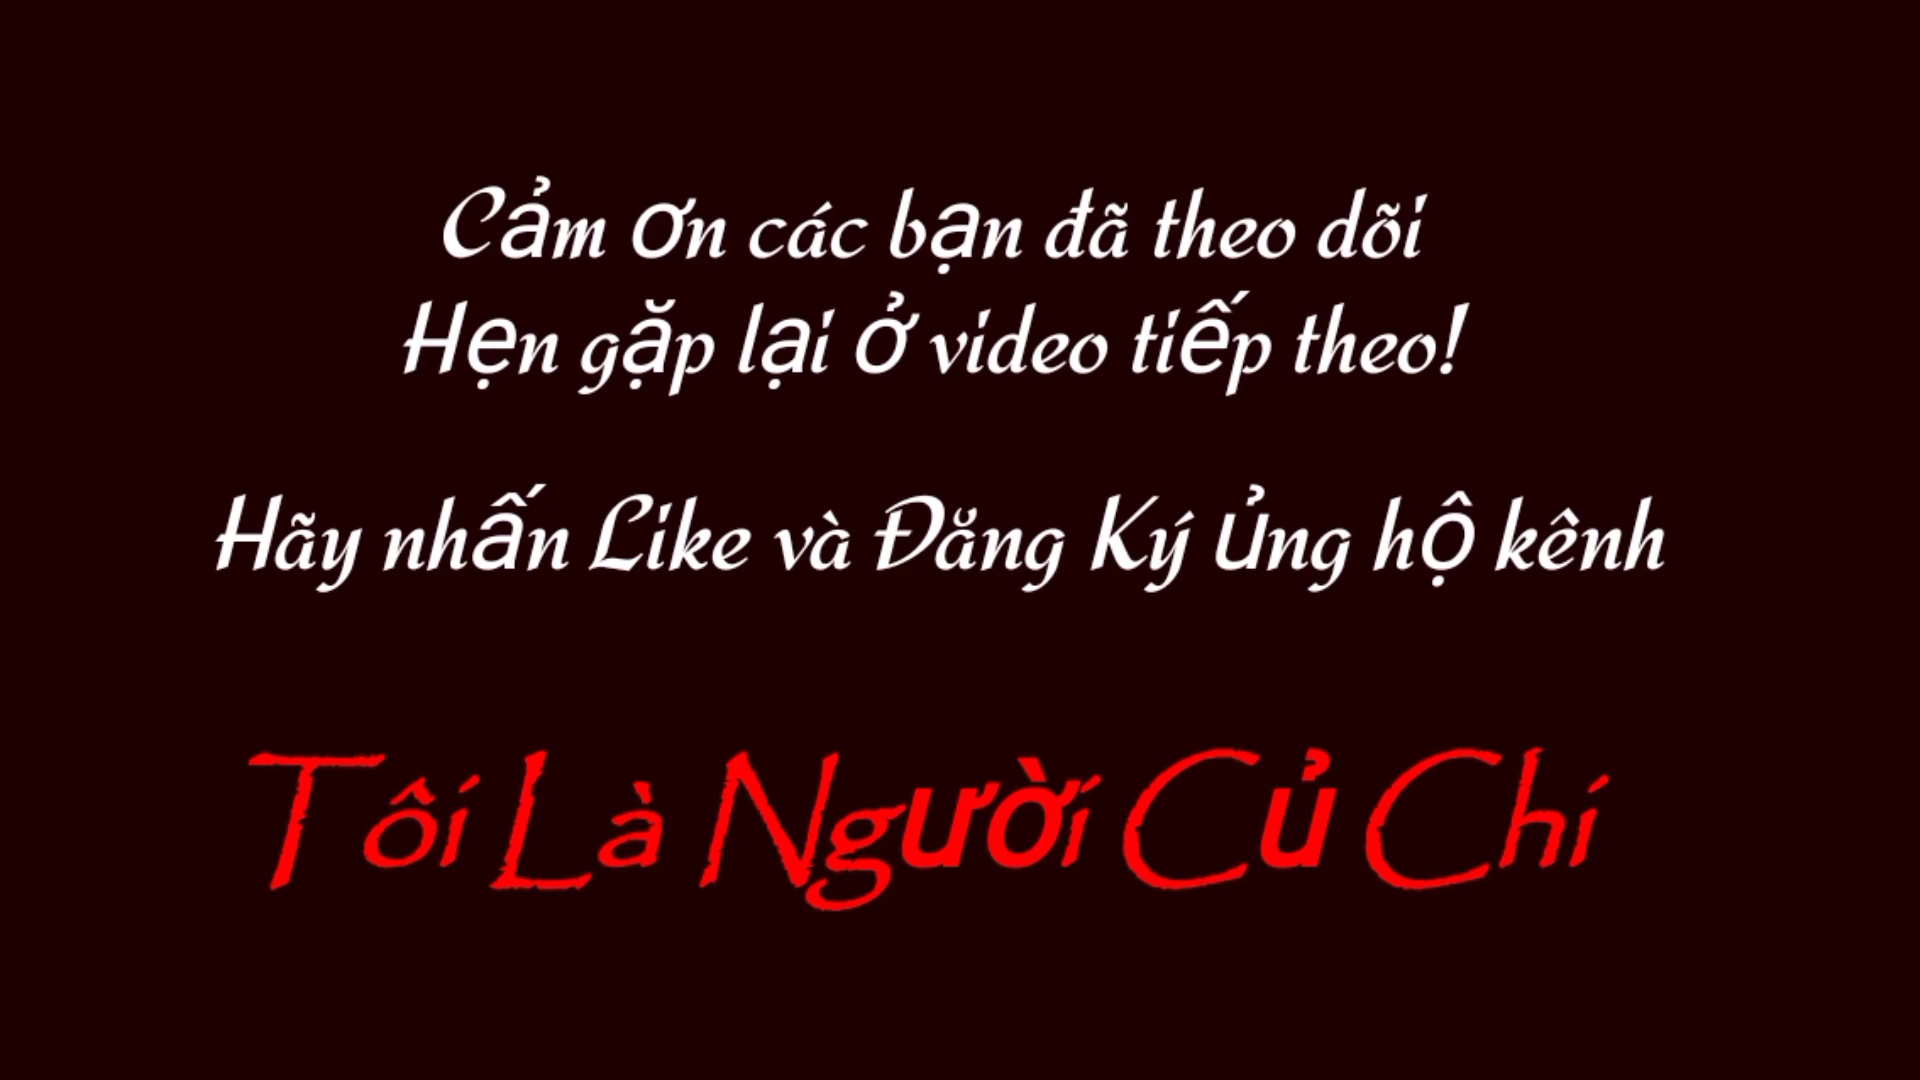 Cảm ơn các bạn đã theo dõi
Hẹn gặp lại ở video tiếp theo!
Hãy nhấn Like và Đăng Ký ủng hộ kênh
Tôi Là Người Củ Chi